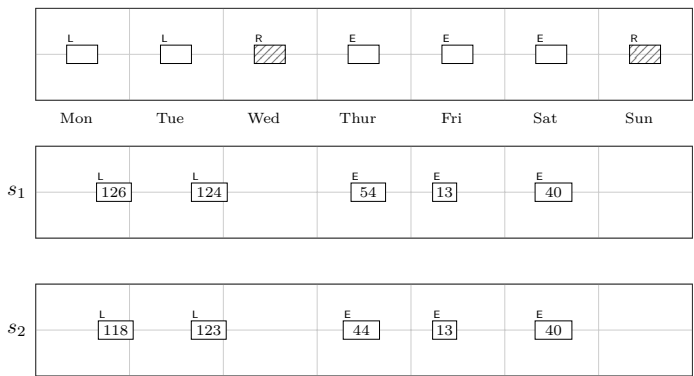 L L R E E E R
Mon Tue Wed Thur Fri Sat Sun
L L E E E
s1 126 124 54 13 40
L L E E E
s2 118 123 44 13 40